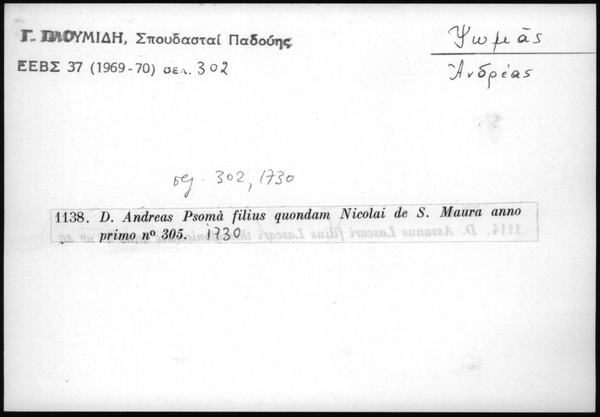 Γ. ΠΛΟΥΜΙΔΗ, Σπουδασταί Παδούης
ΕΕΒΣ 37 (1969-70) σελ. 302
Ψωμᾶς
Ἀνδρέας
σελ. 302, 1730
1138. D. Andreas Psomà filius quondam Nicolai de S. Maura anno
primo nº 305. 1730